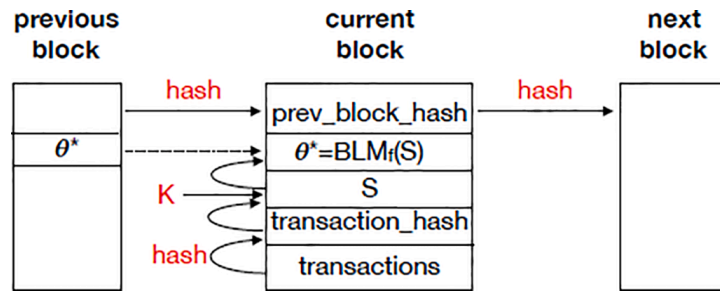 previous
block
current
block
next
block
hash
prev_block_hash
hash
θ*
θ*=BLMf(S)
K
S
transaction_hash
hash
transactions